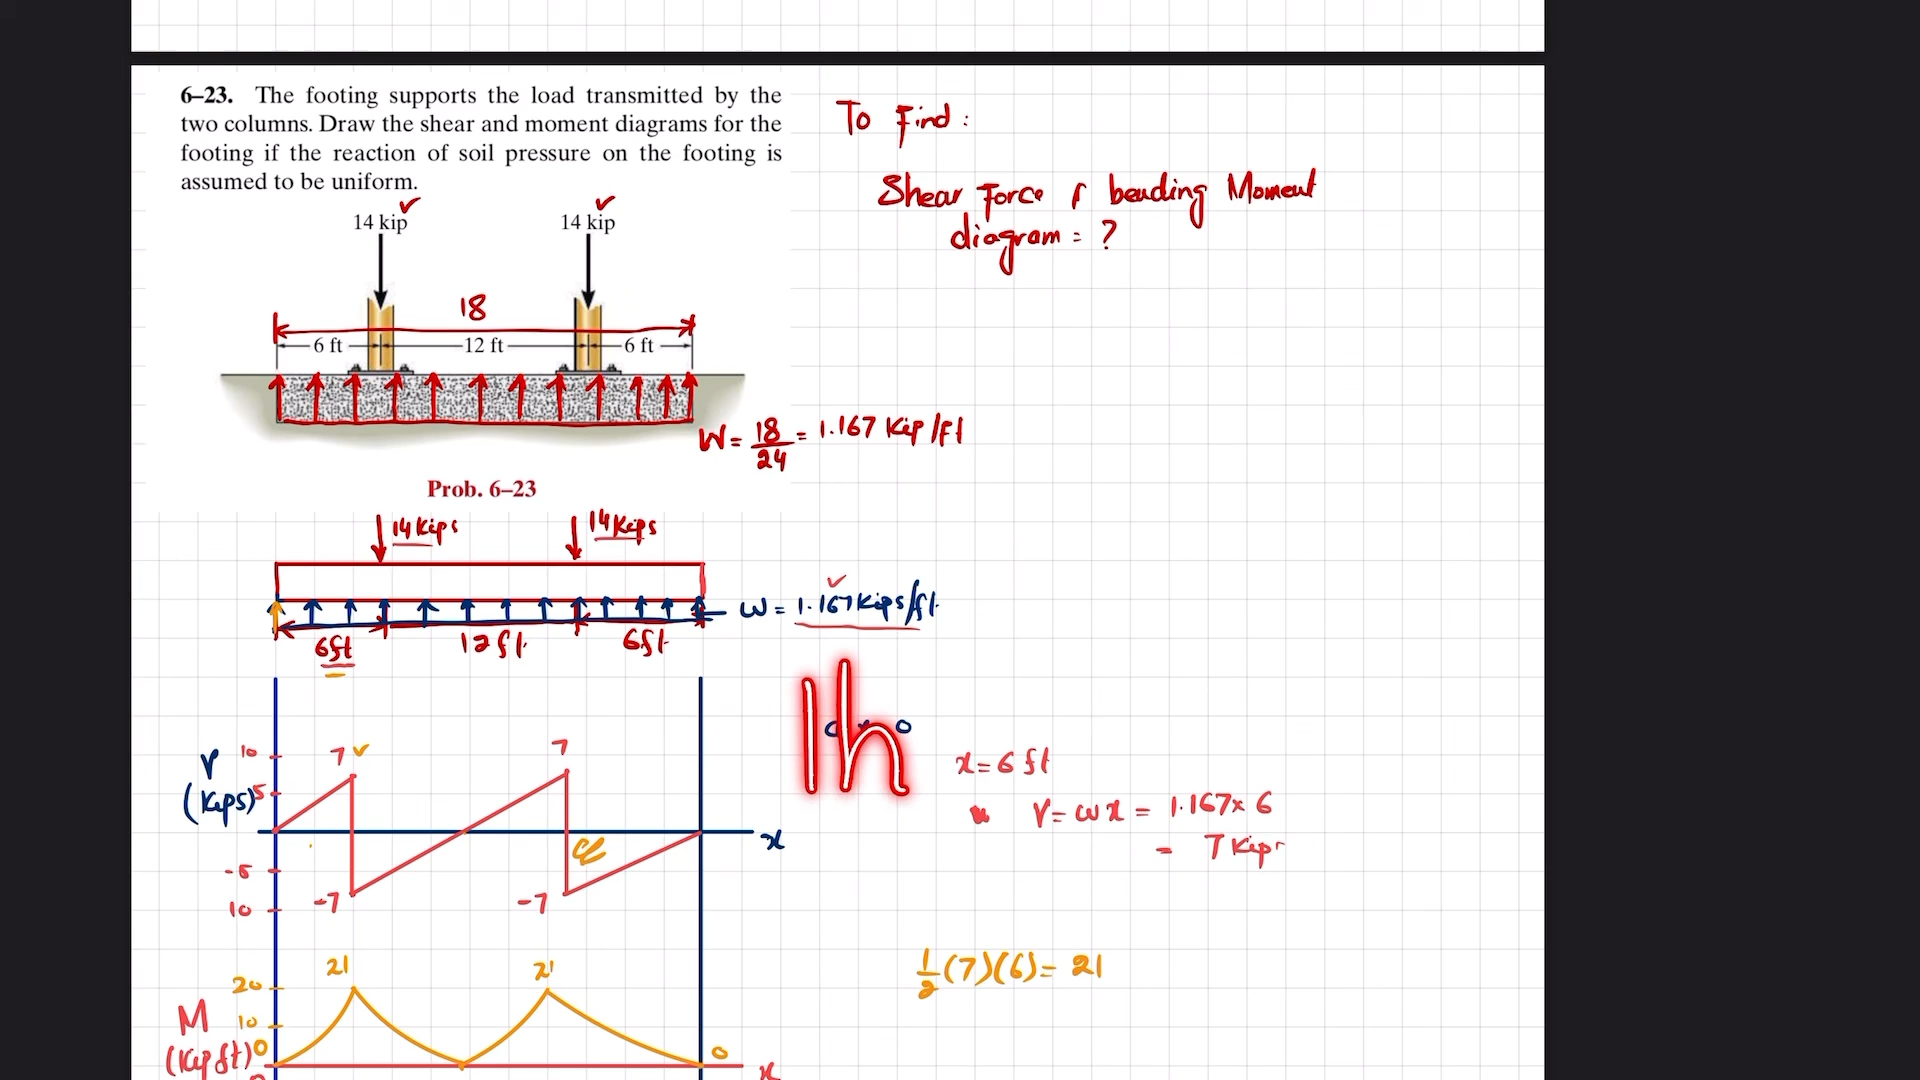 6–23. The footing supports the load transmitted by the
two columns. Draw the shear and moment diagrams for the
footing if the reaction of soil pressure on the footing is
assumed to be uniform.
To Find :
Shear Force & beading Moment
diagram = ?
14 kip 14 kip
18
6 ft 12 ft 6 ft
W = 18/24 = 1.167 Kip/ft
Prob. 6–23
14 Kips 14 Kips
w = 1.167 Kips/ft
6ft 12ft 6ft
1h
V
(Kips)
10
5
-5
10
7 7
-7 -7
x
x = 6 ft
V = wx = 1.167 x 6
= 7 Kips
1/2 (7)(6) = 21
M
(Kip ft)
20
10
0
21 21
0
x